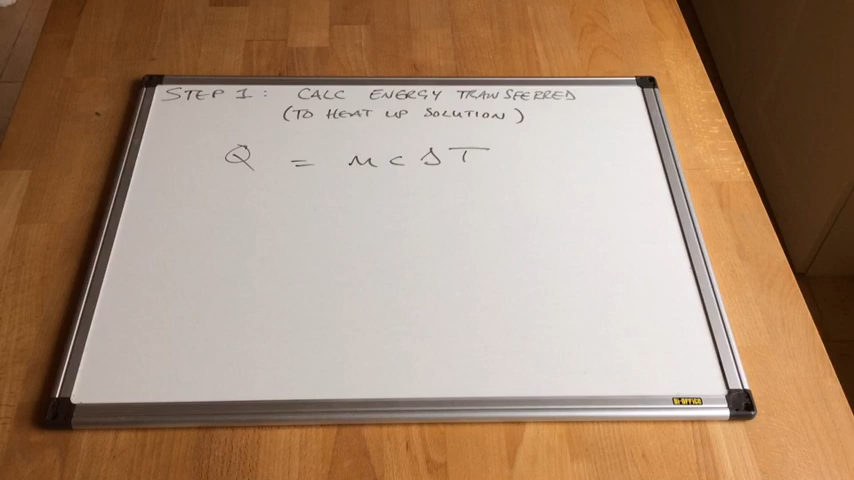 STEP 1: CALC ENERGY TRANSFERRED
(TO HEAT UP SOLUTION)
Q = mcΔT
Bi-OFFICE